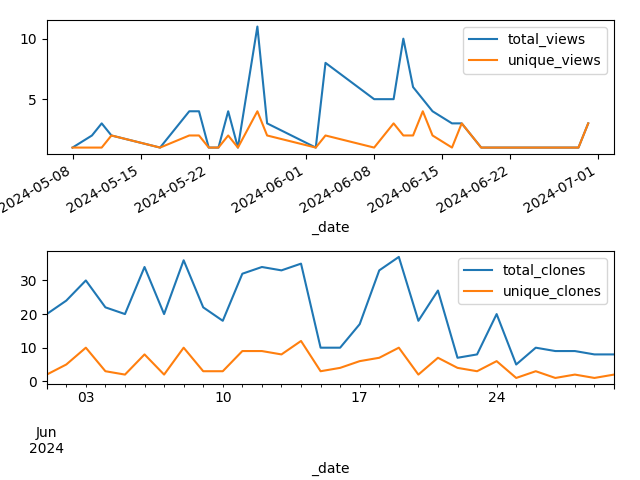 total_views
unique_views
10
5
2024-05-08
2024-05-15
2024-05-22
2024-06-01
2024-06-08
2024-06-15
2024-06-22
2024-07-01
_date
total_clones
unique_clones
30
20
10
0
03
10
17
24
Jun
2024
_date